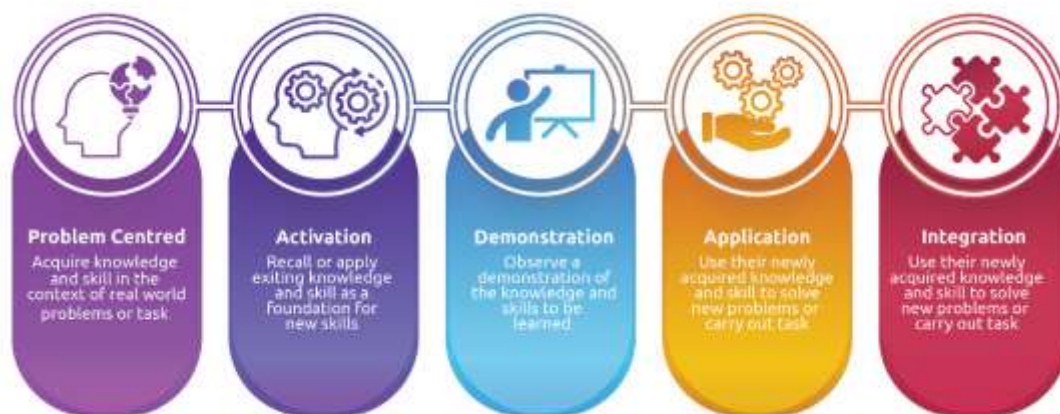 Problem Centred
Acquire knowledge
and skill in the
context of real world
problems or task
Activation
Recall or apply
exiting knowledge
and skill as a
foundation for
new skills
Demonstration
Observe a
demonstration of
the knowledge and
skills to be
learned
Application
Use their newly
acquired knowledge
and skill to solve
new problems or
carry out task
Integration
Use their newly
acquired knowledge
and skill to solve
new problems or
carry out task